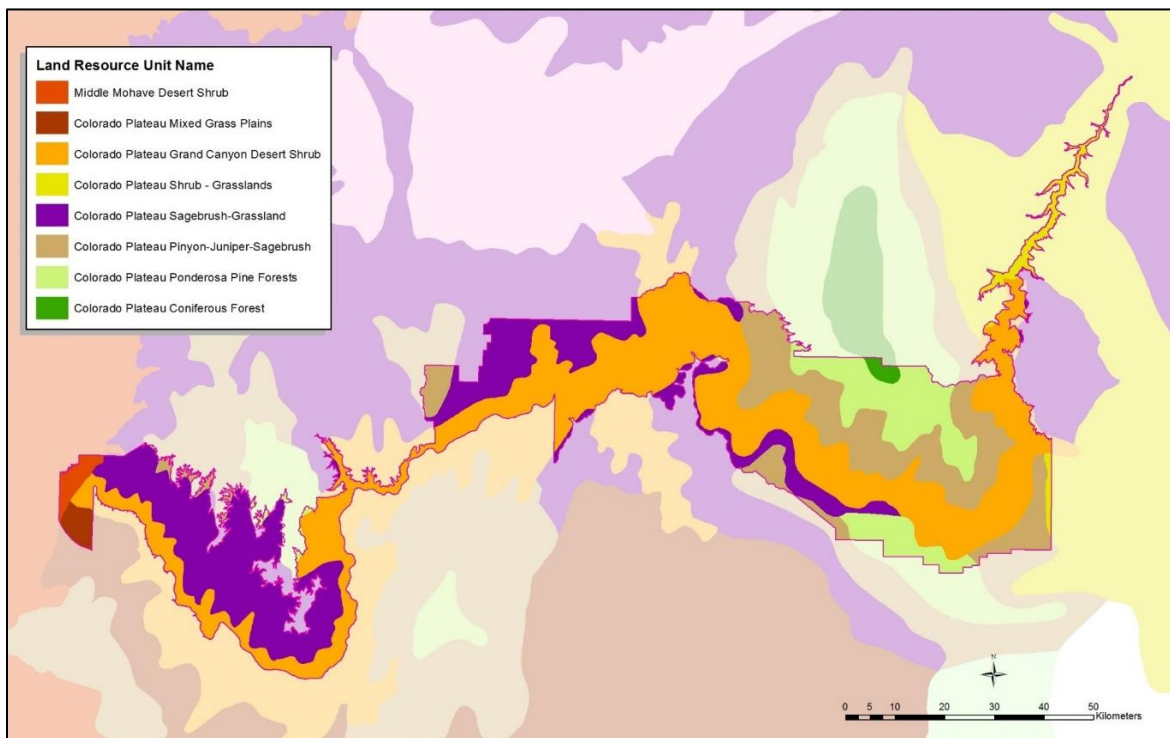 Land Resource Unit Name
Middle Mohave Desert Shrub
Colorado Plateau Mixed Grass Plains
Colorado Plateau Grand Canyon Desert Shrub
Colorado Plateau Shrub - Grasslands
Colorado Plateau Sagebrush-Grassland
Colorado Plateau Pinyon-Juniper-Sagebrush
Colorado Plateau Ponderosa Pine Forests
Colorado Plateau Coniferous Forest
N
0 5 10 20 30 40 50
Kilometers